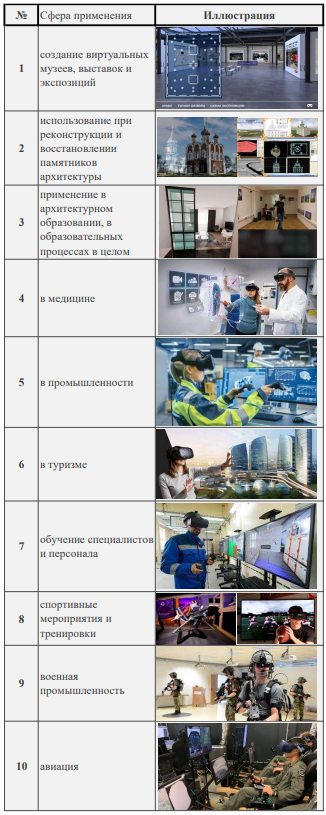 № Сфера применения Иллюстрация
1 создание виртуальных
музеев, выставок и
экспозиций
2 использование при
реконструкции и
восстановлении
памятников
архитектуры
3 применение в
архитектурном
образовании, в
образовательных
процессах в целом
4 в медицине
5 в промышленности
6 в туризме
7 обучение специалистов
и персонала
8 спортивные
мероприятия и
тренировки
9 военная
промышленность
10 авиация